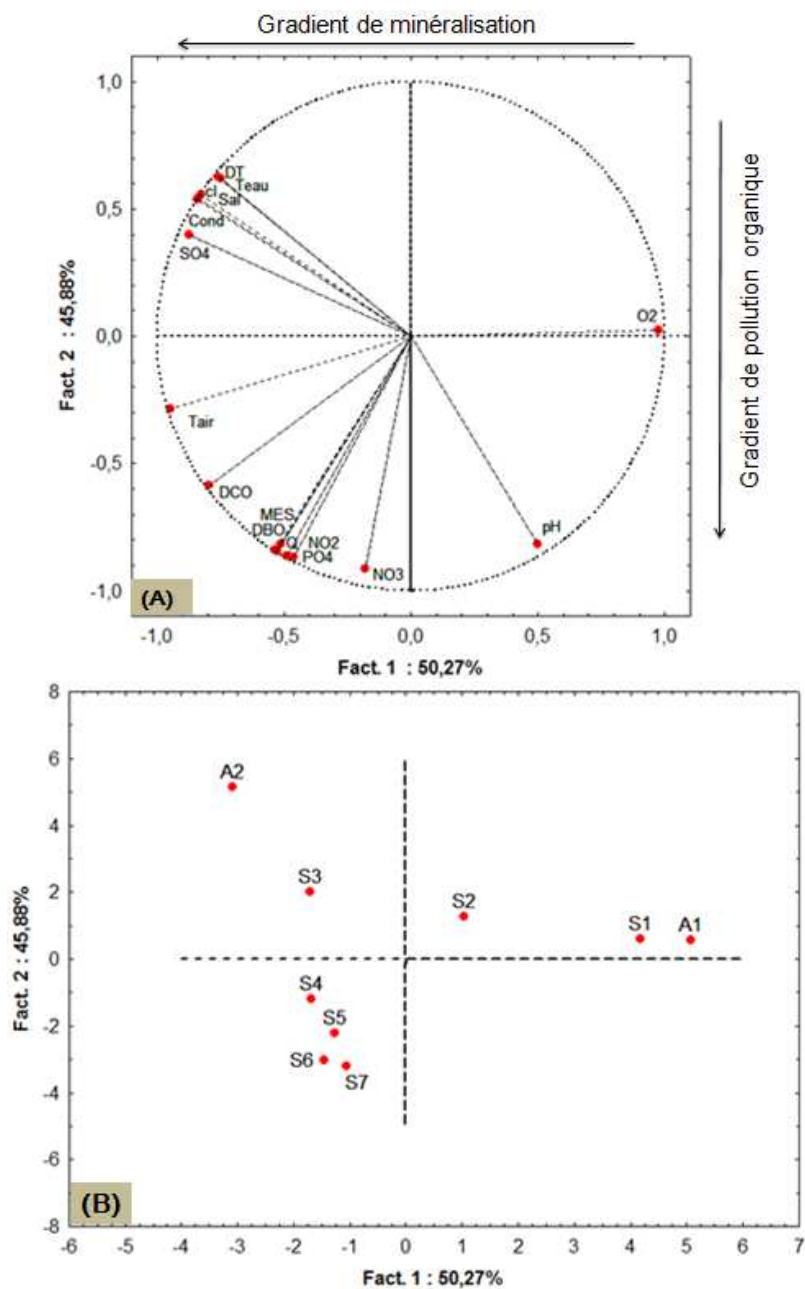 Gradient de minéralisation
Gradient de pollution organique
1,0
0,5
0,0
-0,5
-1,0
Fact. 2 : 45,88%
DT
Teau
cl
Sal
Cond
SO4
O2
Tair
DCO
MES
DBO
Q
NO2
PO4
NO3
pH
(A)
-1,0 -0,5 0,0 0,5 1,0
Fact. 1 : 50,27%
8
6
4
2
0
-2
-4
-6
-8
Fact. 2 : 45,88%
A2
S3
S2
S1 A1
S4
S5
S6
S7
(B)
-6 -5 -4 -3 -2 -1 0 1 2 3 4 5 6 7
Fact. 1 : 50,27%